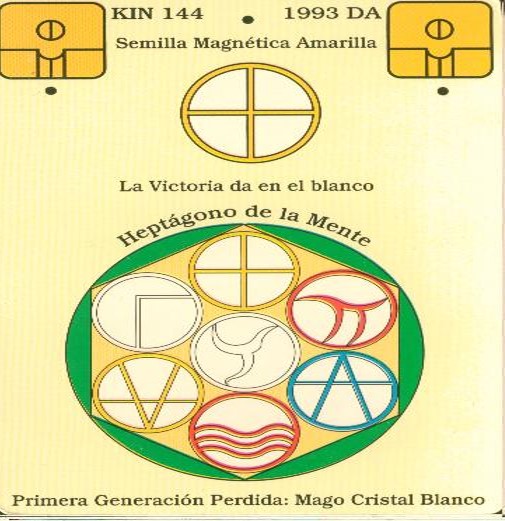 KIN 144 1993 DA
Semilla Magnética Amarilla
La Victoria da en el blanco
Heptágono de la Mente
Primera Generación Perdida: Mago Cristal Blanco